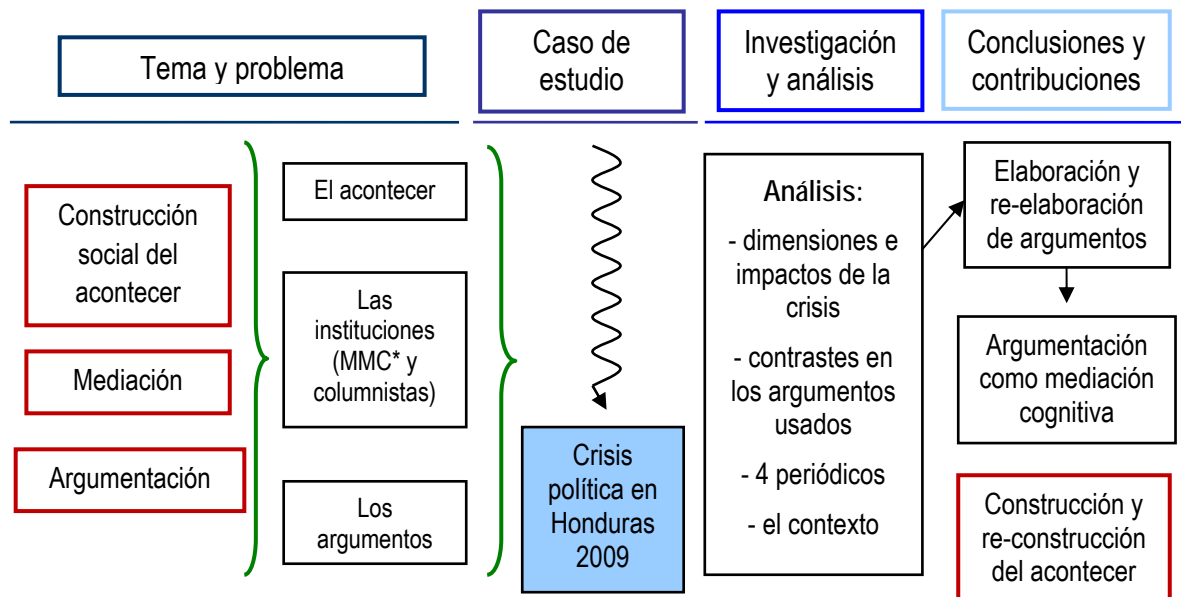 Tema y problema
Caso de
estudio
Investigación
y análisis
Conclusiones y
contribuciones
Construcción
social del
acontecer
Mediación
Argumentación
El acontecer
Las
instituciones
(MMC* y
columnistas)
Los
argumentos
Crisis
política en
Honduras
2009
Análisis:
- dimensiones e
impactos de la
crisis
- contrastes en
los argumentos
usados
- 4 periódicos
- el contexto
Elaboración y
re-elaboración
de argumentos
Argumentación
como mediación
cognitiva
Construcción y
re-construcción
del acontecer